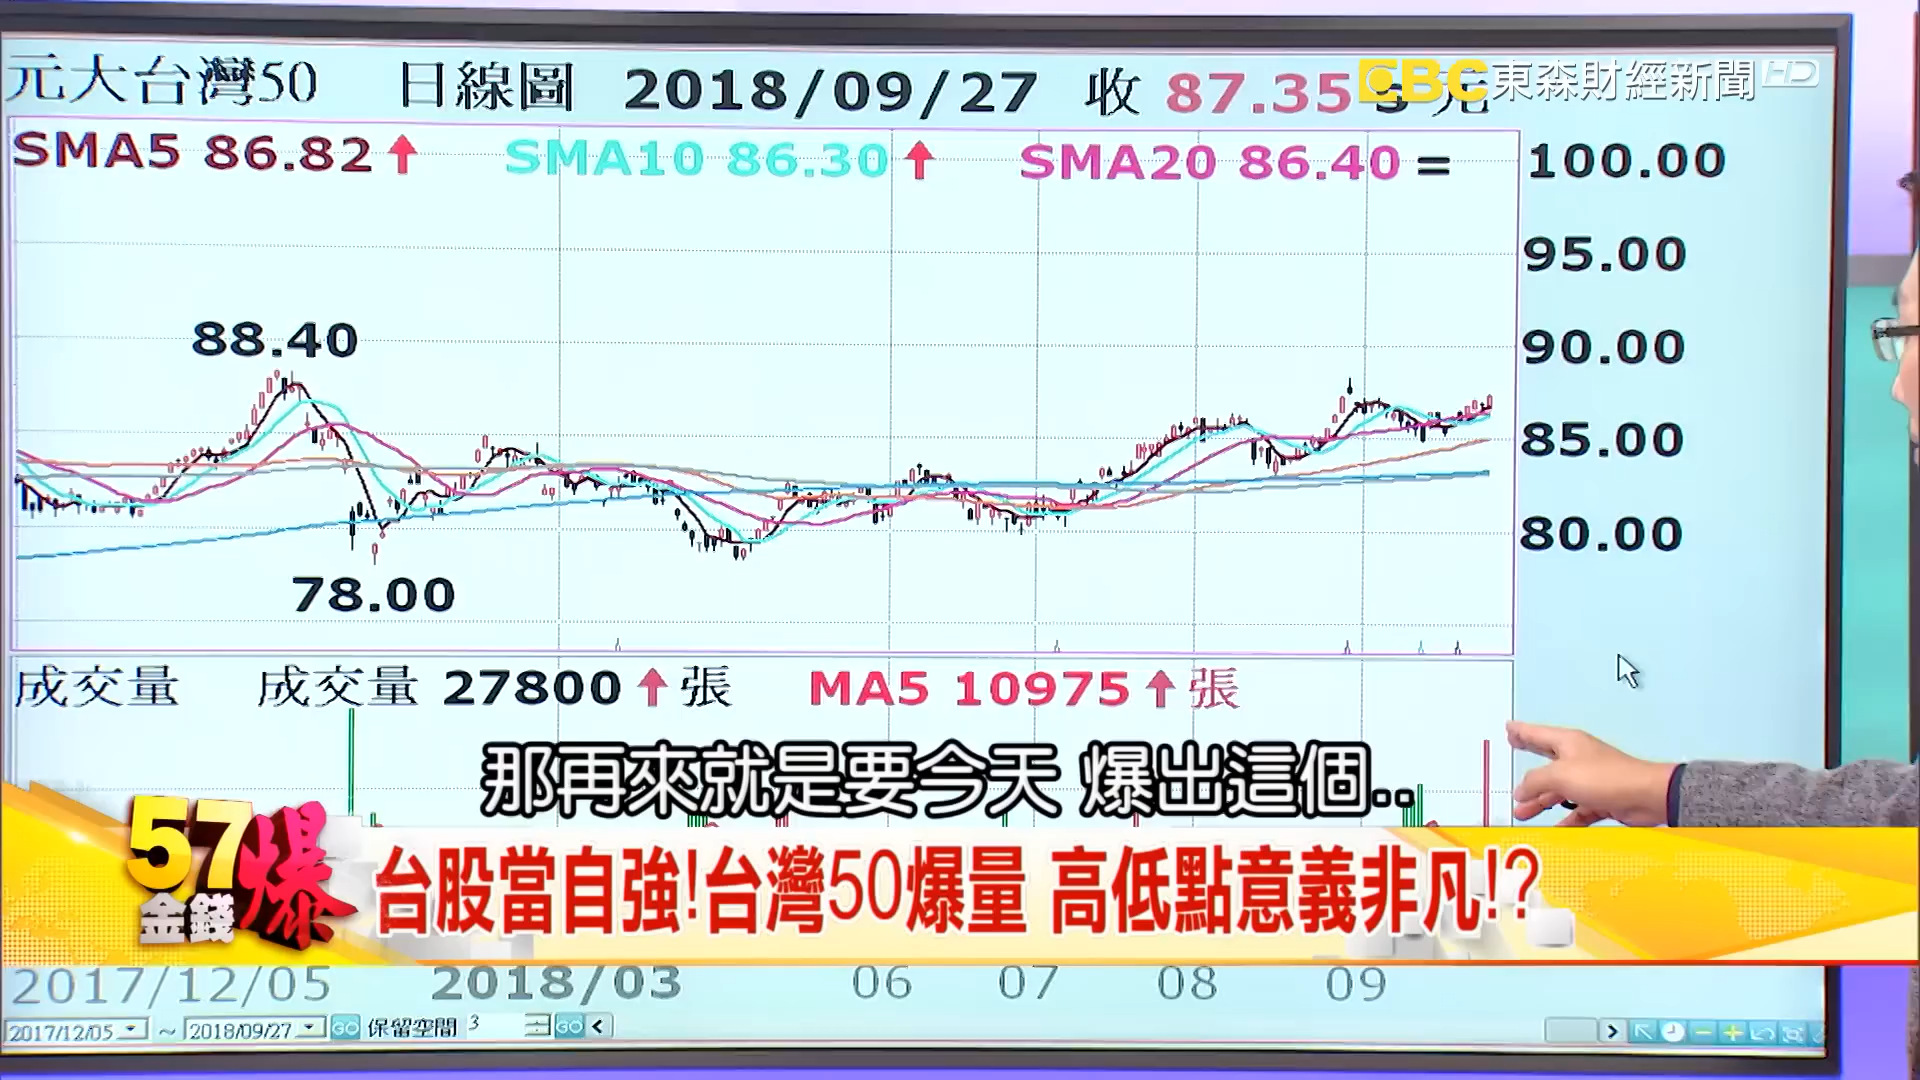 元大台灣50 日線圖 2018/09/27 收 87.35 元
EBC 東森財經新聞 HD
SMA5 86.82↑ SMA10 86.30↑ SMA20 86.40 =
100.00
95.00
90.00
85.00
80.00
88.40
78.00
成交量 成交量 27800↑張 MA5 10975↑張
那再來就是要今天 爆出這個..
57金錢爆
台股當自強!台灣50爆量 高低點意義非凡!?
2017/12/05 2018/03 06 07 08 09
2017/12/05 ~ 2018/09/27 GO 保留空間 3 GO